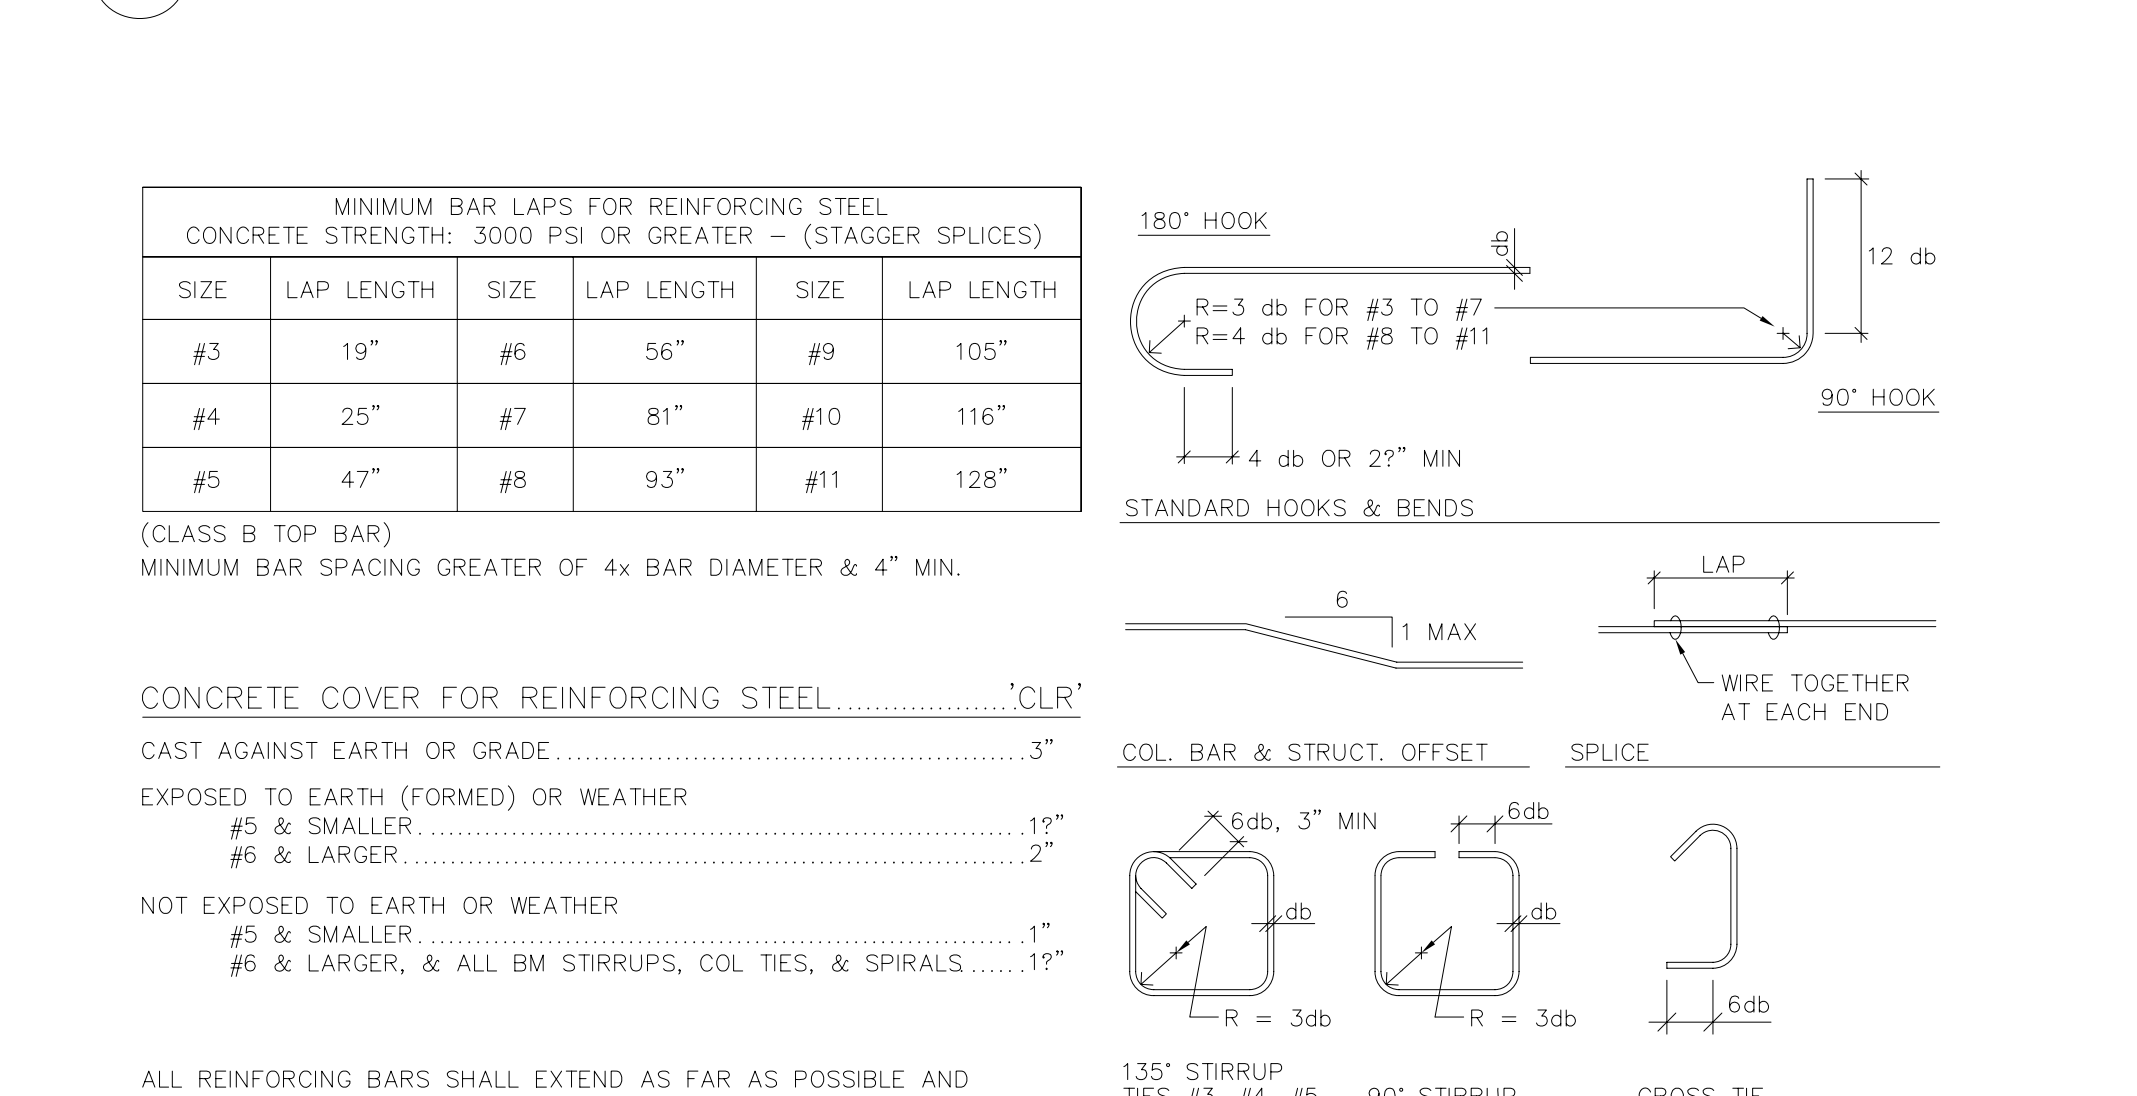 MINIMUM BAR LAPS FOR REINFORCING STEEL
CONCRETE STRENGTH: 3000 PSI OR GREATER – (STAGGER SPLICES)
SIZE LAP LENGTH SIZE LAP LENGTH SIZE LAP LENGTH
#3 19” #6 56” #9 105”
#4 25” #7 81” #10 116”
#5 47” #8 93” #11 128”
(CLASS B TOP BAR)
MINIMUM BAR SPACING GREATER OF 4x BAR DIAMETER & 4” MIN.
CONCRETE COVER FOR REINFORCING STEEL....................'CLR'
CAST AGAINST EARTH OR GRADE................................................3”
EXPOSED TO EARTH (FORMED) OR WEATHER
#5 & SMALLER..............................................................1?”
#6 & LARGER................................................................2”
NOT EXPOSED TO EARTH OR WEATHER
#5 & SMALLER..............................................................1”
#6 & LARGER, & ALL BM STIRRUPS, COL TIES, & SPIRALS......1?”
ALL REINFORCING BARS SHALL EXTEND AS FAR AS POSSIBLE AND
180° HOOK
db
12 db
R=3 db FOR #3 TO #7
R=4 db FOR #8 TO #11
90° HOOK
4 db OR 2?” MIN
STANDARD HOOKS & BENDS
6
1 MAX
LAP
WIRE TOGETHER
AT EACH END
COL. BAR & STRUCT. OFFSET
SPLICE
6db, 3” MIN
6db
db
db
R = 3db
R = 3db
6db
135° STIRRUP
TIES #3, #4, #5
90° STIRRUP
CROSS TIE